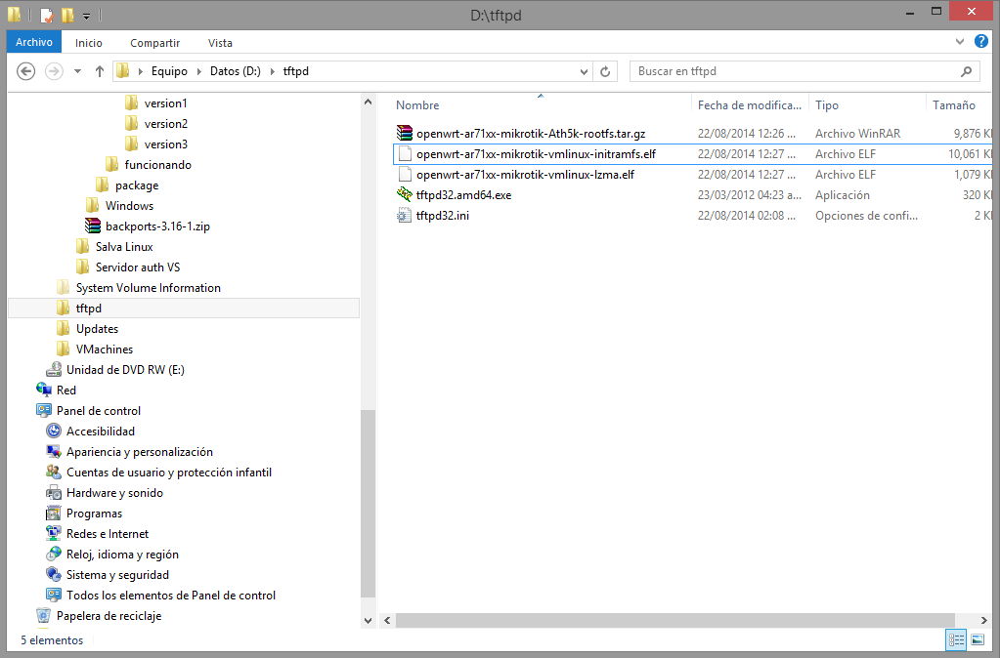 D:\tftpd
Archivo Inicio Compartir Vista
Equipo Datos (D:) tftpd Buscar en tftpd
version1
version2
version3
funcionando
package
Windows
backports-3.16-1.zip
Salva Linux
Servidor auth VS
System Volume Information
tftpd
Updates
VMachines
Unidad de DVD RW (E:)
Red
Panel de control
Accesibilidad
Apariencia y personalización
Cuentas de usuario y protección infantil
Hardware y sonido
Programas
Redes e Internet
Reloj, idioma y región
Sistema y seguridad
Todos los elementos de Panel de control
Papelera de reciclaje
Nombre Fecha de modifica... Tipo Tamaño
openwrt-ar71xx-mikrotik-Ath5k-rootfs.tar.gz 22/08/2014 12:26 ... Archivo WinRAR 9,876 K
openwrt-ar71xx-mikrotik-vmlinux-initramfs.elf 22/08/2014 12:27 ... Archivo ELF 10,061 K
openwrt-ar71xx-mikrotik-vmlinux-lzma.elf 22/08/2014 12:27 ... Archivo ELF 1,079 K
tftpd32.amd64.exe 23/03/2012 04:23 a... Aplicación 320 K
tftpd32.ini 22/08/2014 02:08 ... Opciones de confi... 2 K
5 elementos